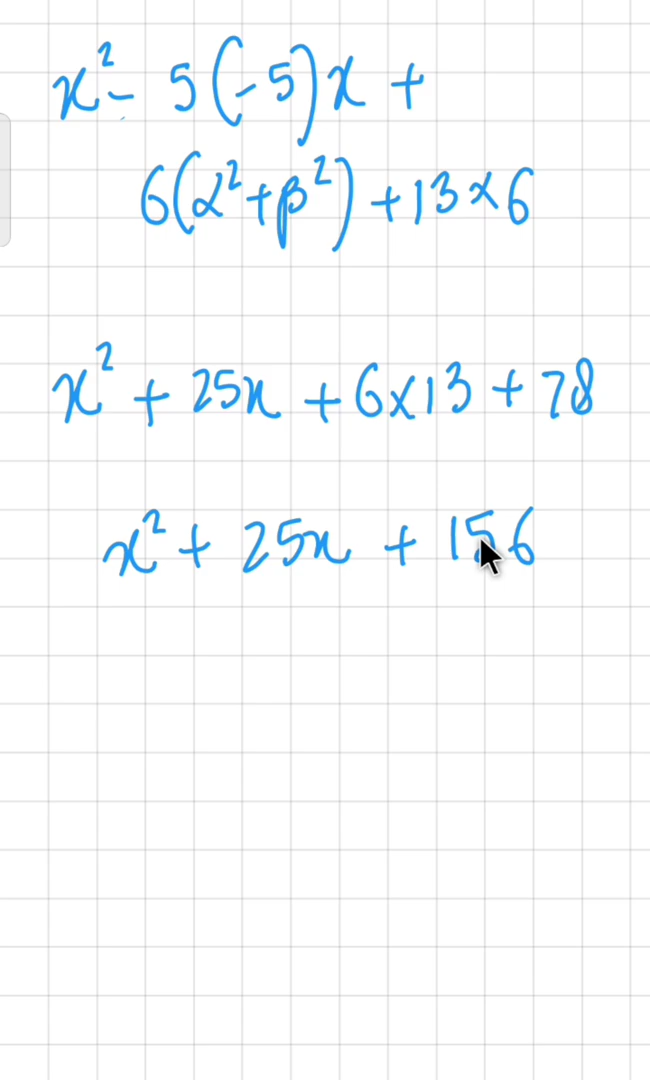 x² - 5(-5)x +
6(α²+β²) +13×6
x² + 25x + 6×13 + 78
x² + 25x + 156